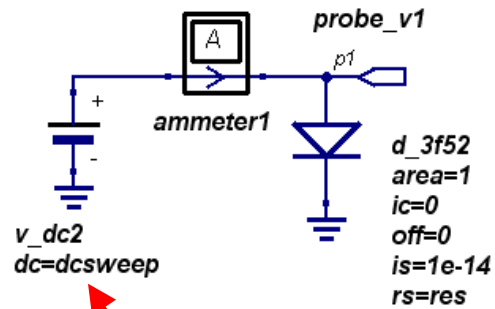 probe_v1
A
p1
+
ammeter1
-
d_3f52
area=1
ic=0
off=0
is=1e-14
rs=res
v_dc2
dc=dcsweep